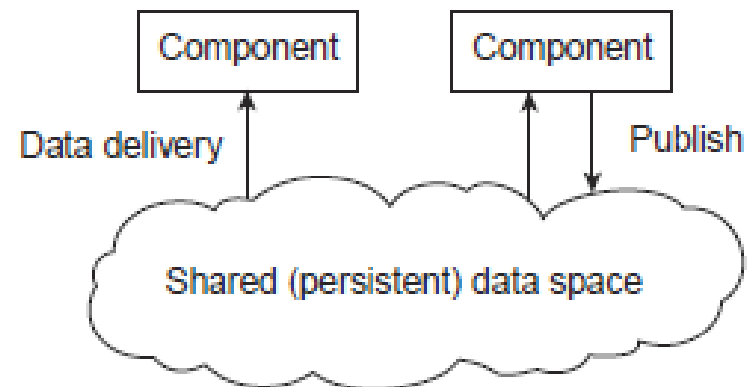 Component
Component
Data delivery
Publish
Shared (persistent) data space